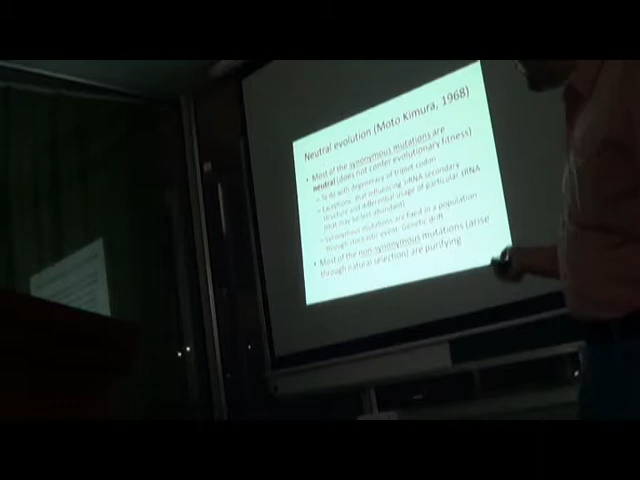 Neutral evolution (Moto Kimura, 1968)
• Most of the synonymous mutations are
neutral (does not confer evolutionary fitness)
– To do with degeneracy of triplet codon
– Exceptions: that influencing mRNA secondary
structure and differential usage of particular tRNA
(that may be less abundant)
– Synonymous mutations are fixed in a population
though stochastic event: Genetic drift
• Most of the non-synonymous mutations (arise
through natural selection) are purifying